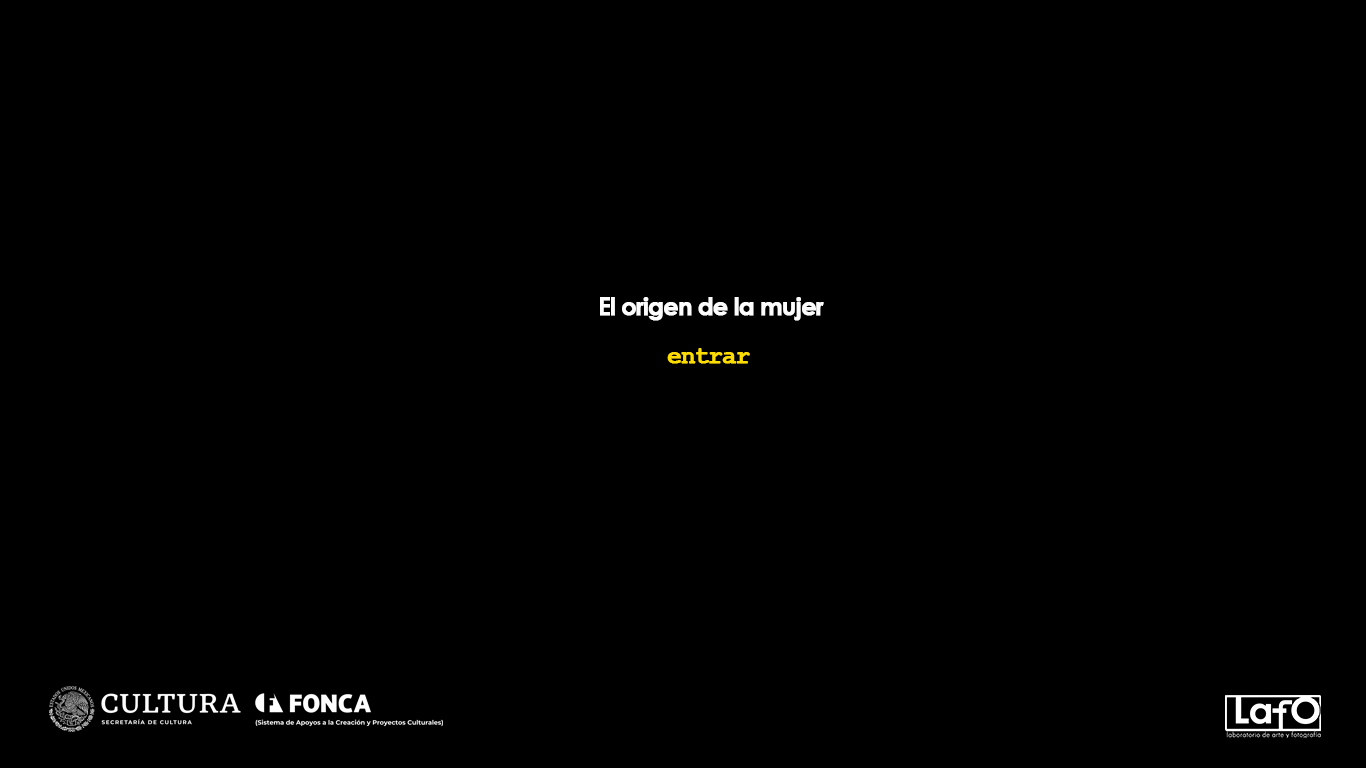 El origen de la mujer
entrar
ESTADOS UNIDOS MEXICANOS
CULTURA
SECRETARÍA DE CULTURA
FONCA
(Sistema de Apoyos a la Creación y Proyectos Culturales)
LafO
laboratorio de arte y fotografía